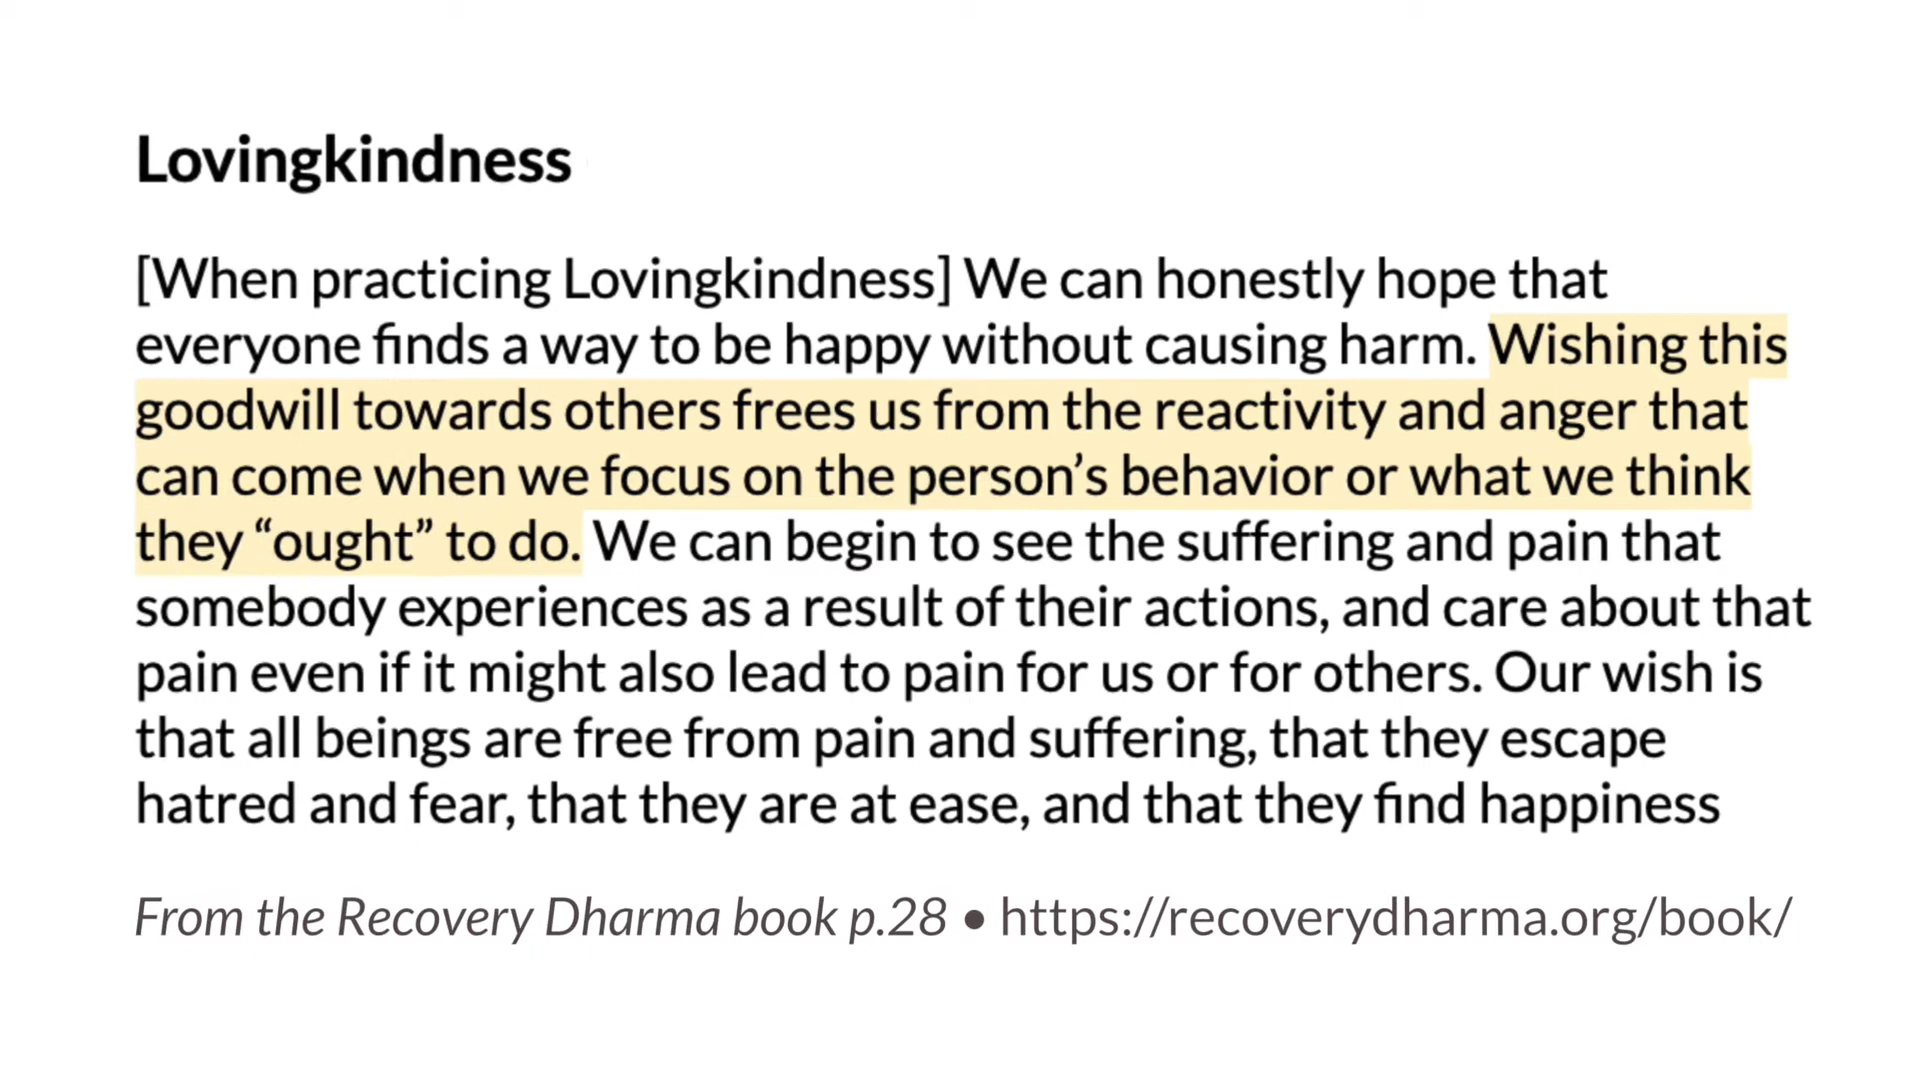 Lovingkindness
[When practicing Lovingkindness] We can honestly hope that
everyone finds a way to be happy without causing harm. Wishing this
goodwill towards others frees us from the reactivity and anger that
can come when we focus on the person’s behavior or what we think
they “ought” to do. We can begin to see the suffering and pain that
somebody experiences as a result of their actions, and care about that
pain even if it might also lead to pain for us or for others. Our wish is
that all beings are free from pain and suffering, that they escape
hatred and fear, that they are at ease, and that they find happiness
From the Recovery Dharma book p.28 • https://recoverydharma.org/book/